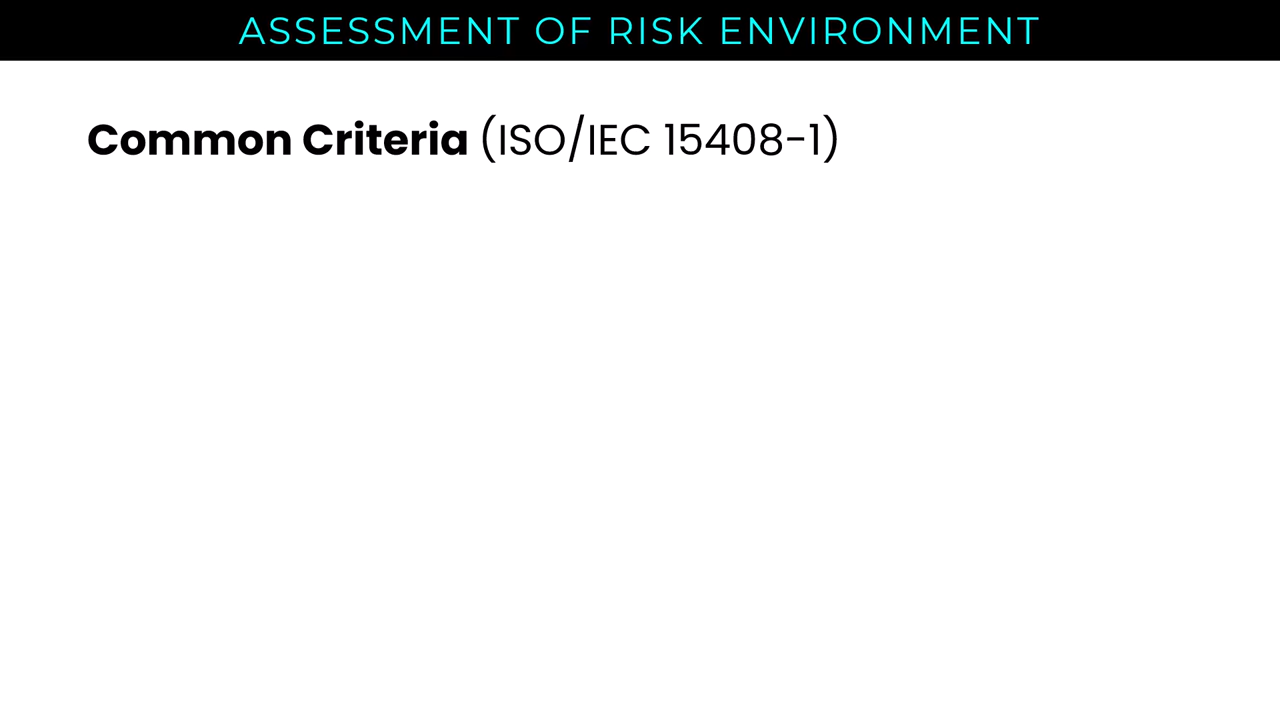 ASSESSMENT OF RISK ENVIRONMENT
Common Criteria (ISO/IEC 15408-1)